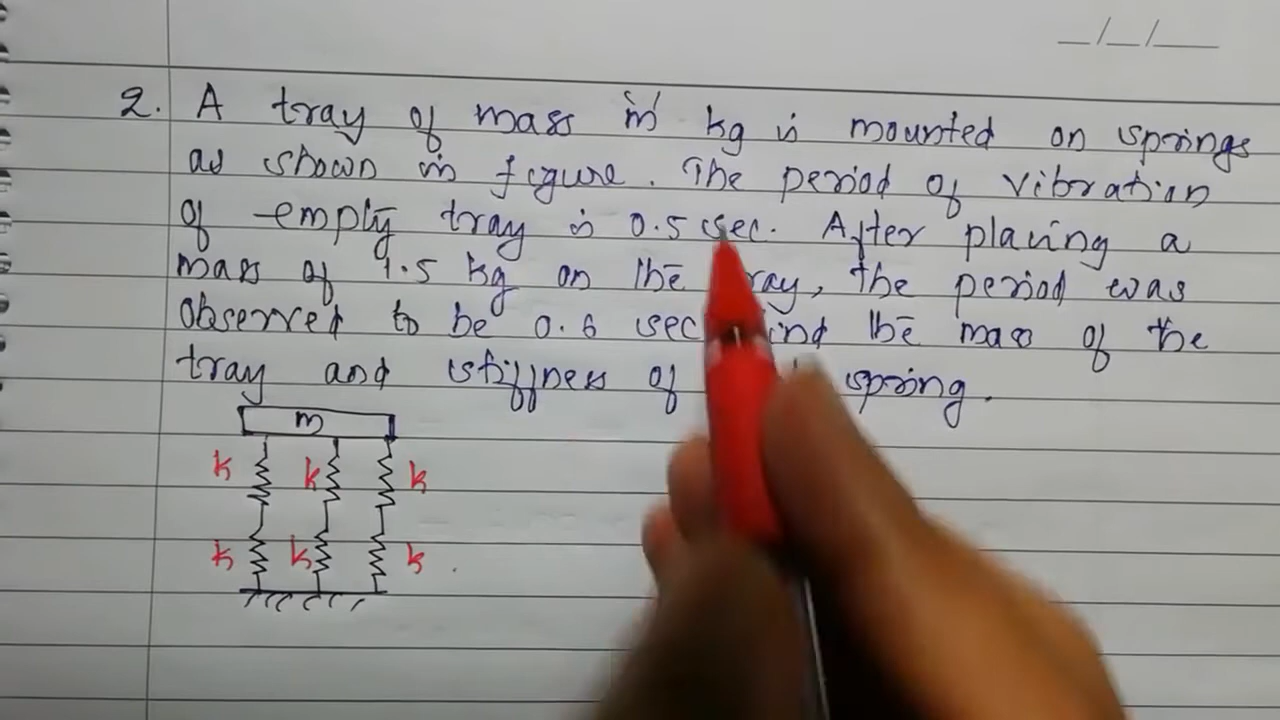 __/__/____
2. A tray of mass 'm' kg is mounted on springs
as shown in figure. The period of vibration
of empty tray is 0.5 sec. After placing a
mass of 1.5 kg on the ray, the period was
observed to be 0.6 sec ind the mass of the
tray and stiffness of spring.
m
k k k
k k k